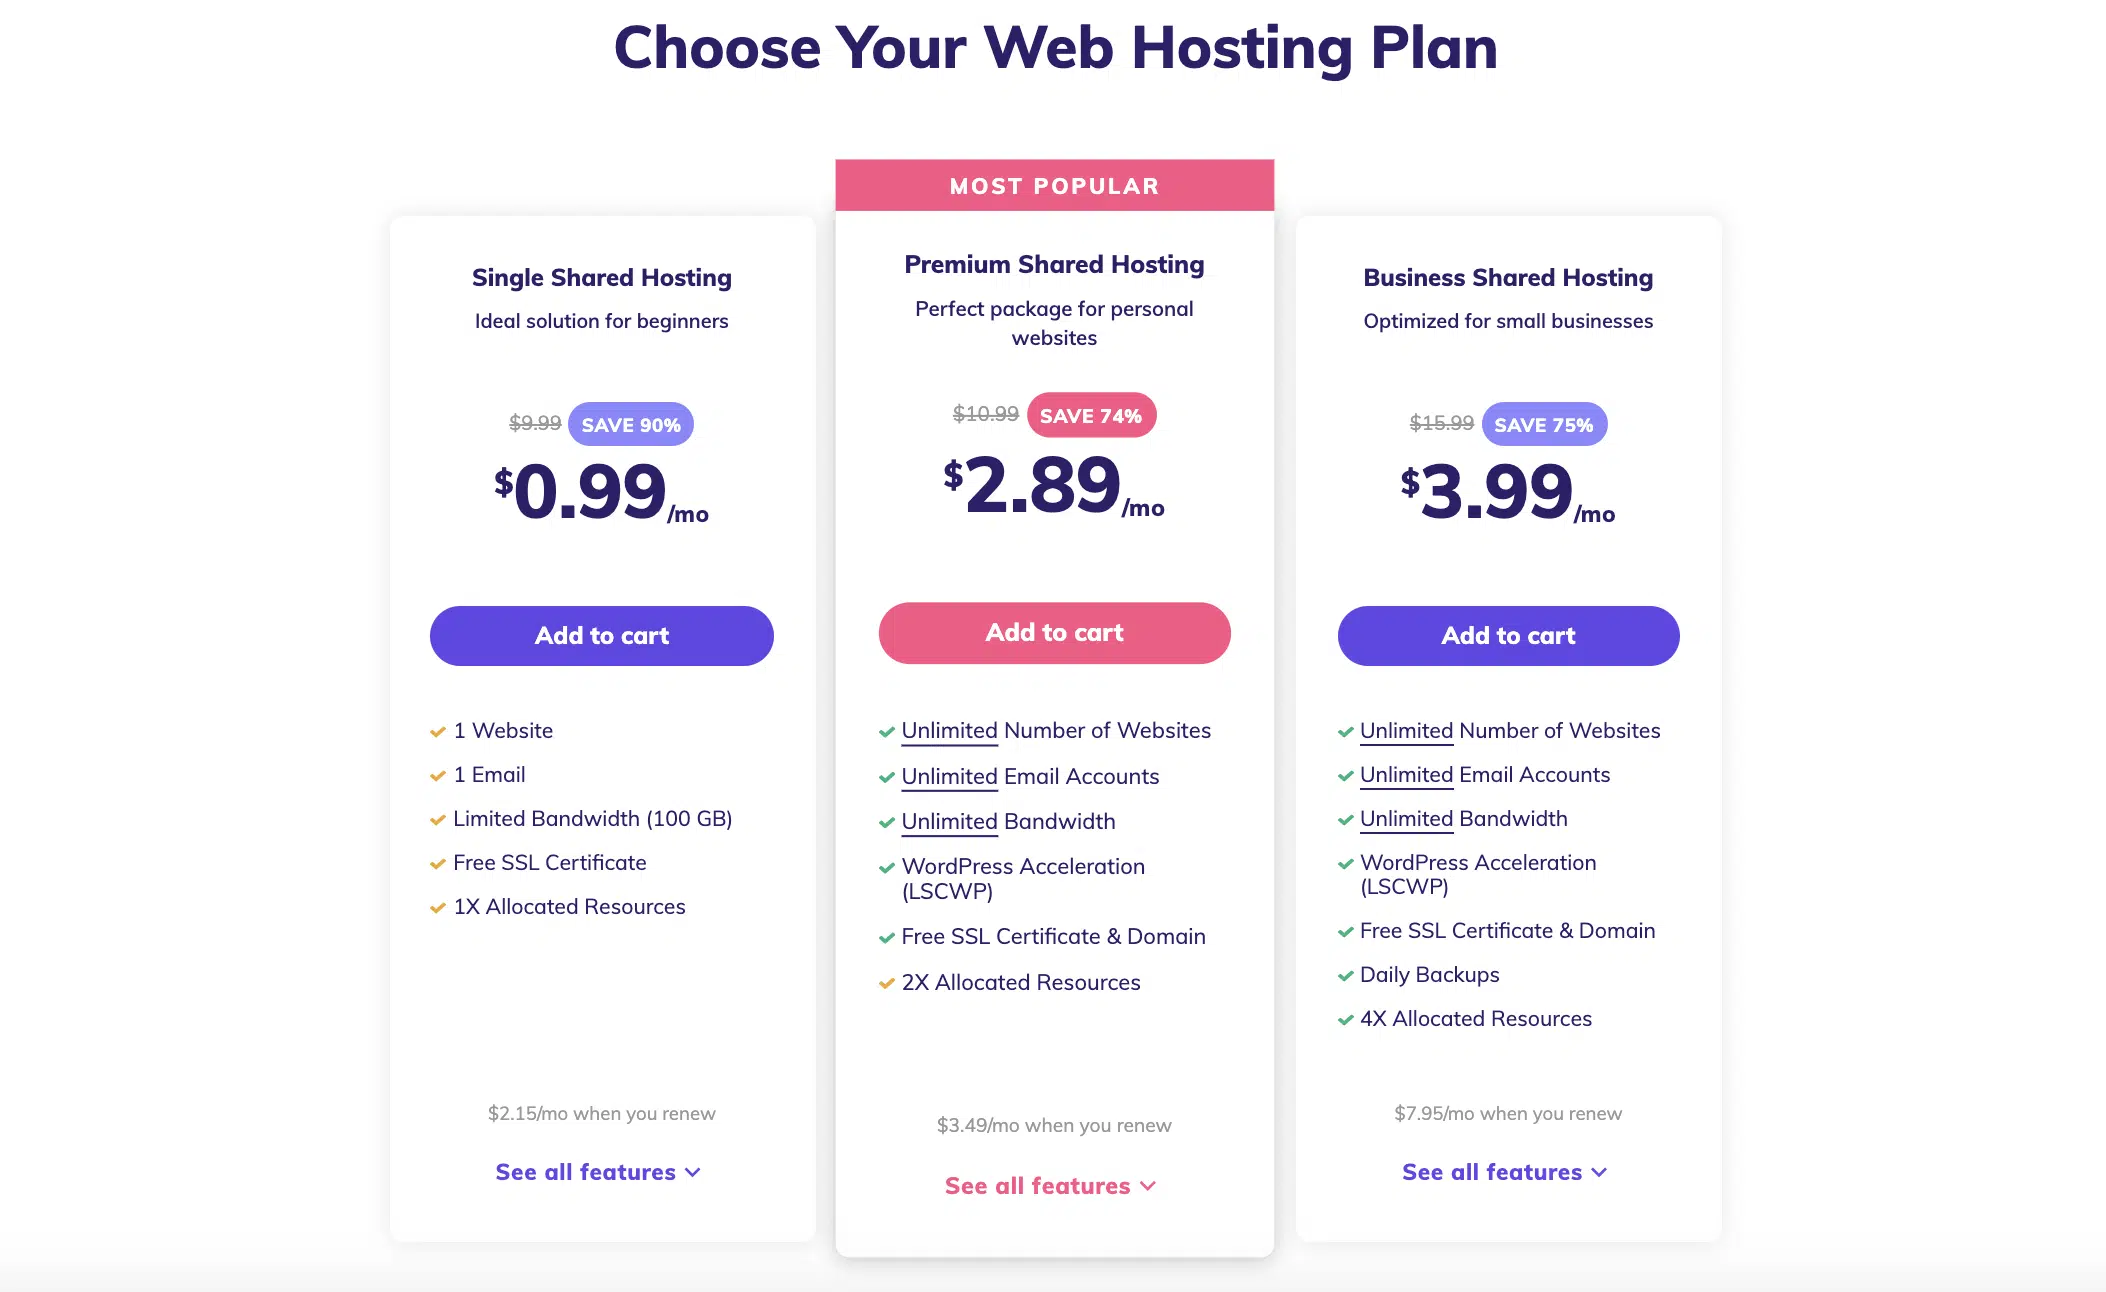 Choose Your Web Hosting Plan
Single Shared Hosting
Ideal solution for beginners
$9.99 SAVE 90%
$0.99/mo
Add to cart
1 Website
1 Email
Limited Bandwidth (100 GB)
Free SSL Certificate
1X Allocated Resources
$2.15/mo when you renew
See all features
MOST POPULAR
Premium Shared Hosting
Perfect package for personal
websites
$10.99 SAVE 74%
$2.89/mo
Add to cart
Unlimited Number of Websites
Unlimited Email Accounts
Unlimited Bandwidth
WordPress Acceleration
(LSCWP)
Free SSL Certificate & Domain
2X Allocated Resources
$3.49/mo when you renew
See all features
Business Shared Hosting
Optimized for small businesses
$15.99 SAVE 75%
$3.99/mo
Add to cart
Unlimited Number of Websites
Unlimited Email Accounts
Unlimited Bandwidth
WordPress Acceleration
(LSCWP)
Free SSL Certificate & Domain
Daily Backups
4X Allocated Resources
$7.95/mo when you renew
See all features